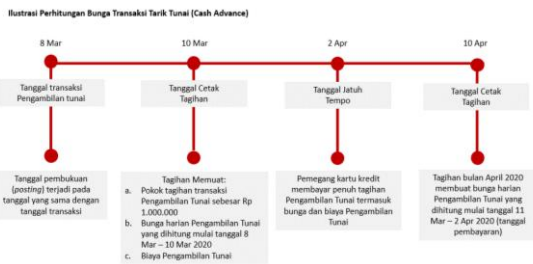 Ilustrasi Perhitungan Bunga Transaksi Tarik Tunai (Cash Advance)
8 Mar
10 Mar
2 Apr
10 Apr
Tanggal transaksi
Pengambilan tunai
Tanggal Cetak
Tagihan
Tanggal Jatuh
Tempo
Tanggal Cetak
Tagihan
Tanggal pembukuan
(posting) terjadi pada
tanggal yang sama dengan
tanggal transaksi
Tagihan Memuat:
a. Pokok tagihan transaksi
Pengambilan Tunai sebesar Rp
1.000.000
b. Bunga harian Pengambilan Tunai
yang dihitung mulai tanggal 8
Mar – 10 Mar 2020
c. Biaya Pengambilan Tunai
Pemegang kartu kredit
membayar penuh tagihan
Pengambilan Tunai termasuk
bunga dan biaya Pengambilan
Tunai
Tagihan bulan April 2020
membuat bunga harian
Pengambilan Tunai yang
dihitung mulai tanggal 11
Mar – 2 Apr 2020 (tanggal
pembayaran)